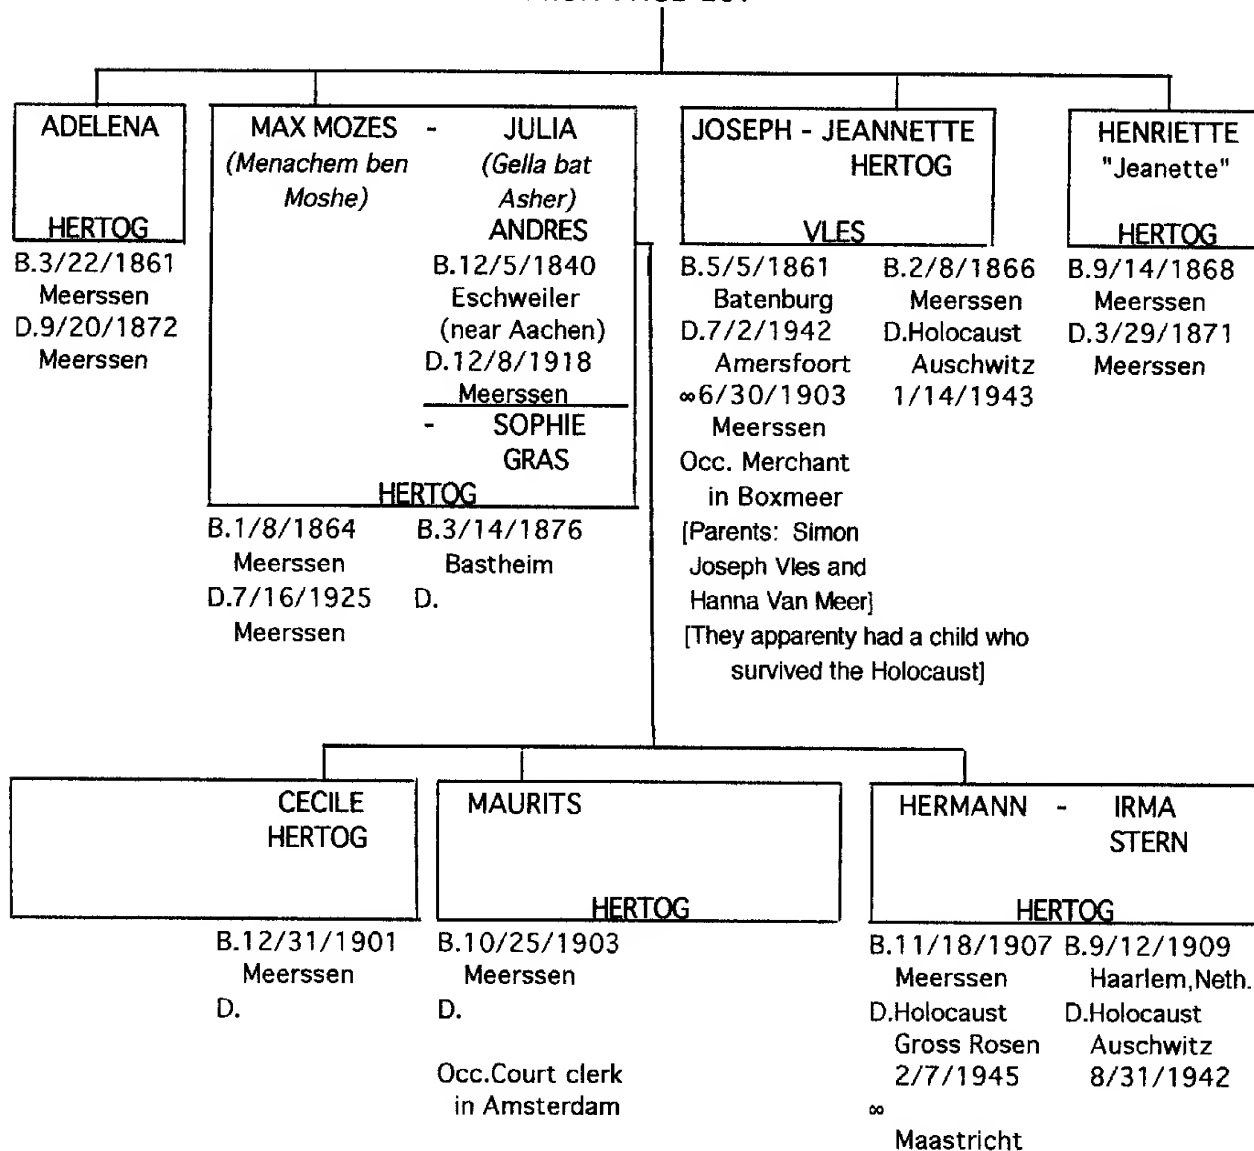 ADELENA
HERTOG
B.3/22/1861
Meerssen
D.9/20/1872
Meerssen
MAX MOZES - JULIA
(Menachem ben (Gella bat
Moshe) Asher)
ANDRES
B.12/5/1840
Eschweiler
(near Aachen)
D.12/8/1918
Meerssen
- SOPHIE
GRAS
HERTOG
B.1/8/1864 B.3/14/1876
Meerssen Bastheim
D.7/16/1925 D.
Meerssen
JOSEPH - JEANNETTE
HERTOG
VLES
B.5/5/1861 B.2/8/1866
Batenburg Meerssen
D.7/2/1942 D.Holocaust
Amersfoort Auschwitz
∞6/30/1903 1/14/1943
Meerssen
Occ. Merchant
in Boxmeer
[Parents: Simon
Joseph Vles and
Hanna Van Meer]
[They apparenty had a child who
survived the Holocaust]
HENRIETTE
"Jeanette"
HERTOG
B.9/14/1868
Meerssen
D.3/29/1871
Meerssen
CECILE
HERTOG
B.12/31/1901
Meerssen
D.
MAURITS
HERTOG
B.10/25/1903
Meerssen
D.
Occ.Court clerk
in Amsterdam
HERMANN - IRMA
STERN
HERTOG
B.11/18/1907 B.9/12/1909
Meerssen Haarlem,Neth.
D.Holocaust D.Holocaust
Gross Rosen Auschwitz
2/7/1945 8/31/1942
∞
Maastricht